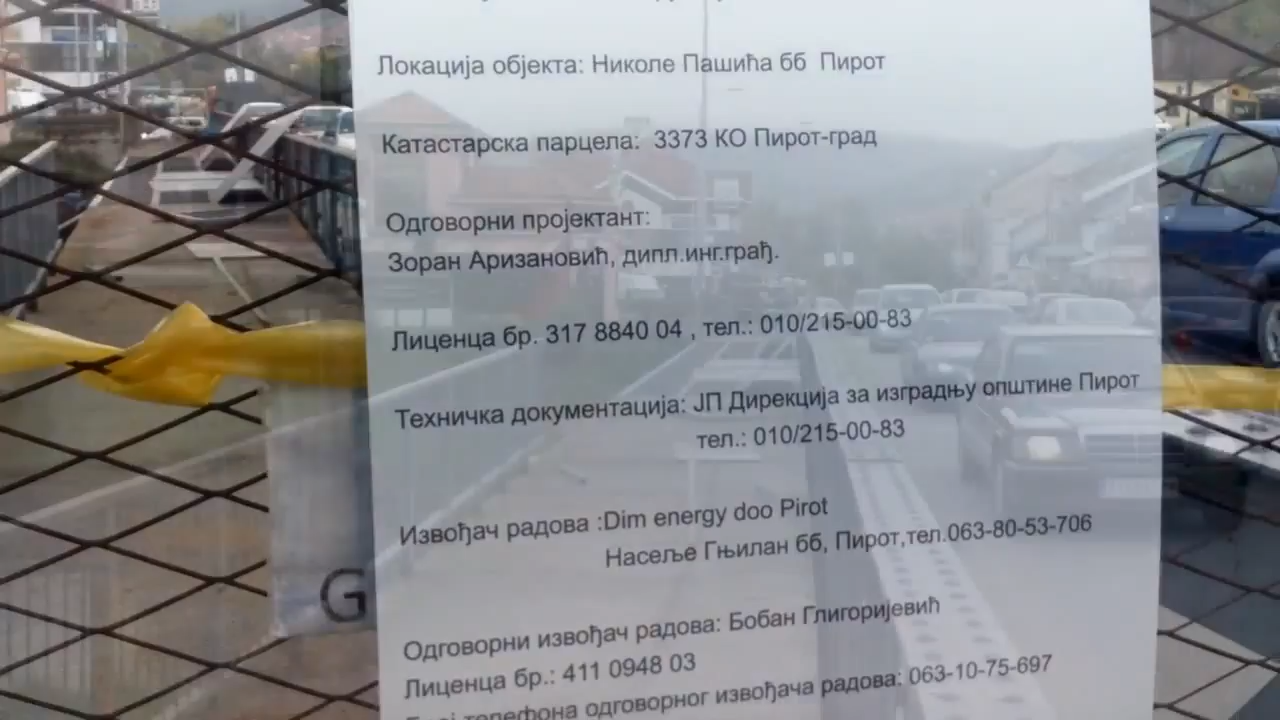 Локација објекта: Николе Пашића бб Пирот
Катастарска парцела: 3373 КО Пирот-град
Одговорни пројектант:
Зоран Аризановић, дипл.инг.грађ.
Лиценца бр. 317 8840 04 , тел.: 010/215-00-83
Техничка документација: ЈП Дирекција за изградњу општине Пирот
тел.: 010/215-00-83
Извођач радова :Dim energy doo Pirot
Насеље Гњилан бб, Пирот,тел.063-80-53-706
G
Одговорни извођач радова: Бобан Глигоријевић
Лиценца бр.: 411 0948 03
телефона одговорног извођача радова: 063-10-75-697